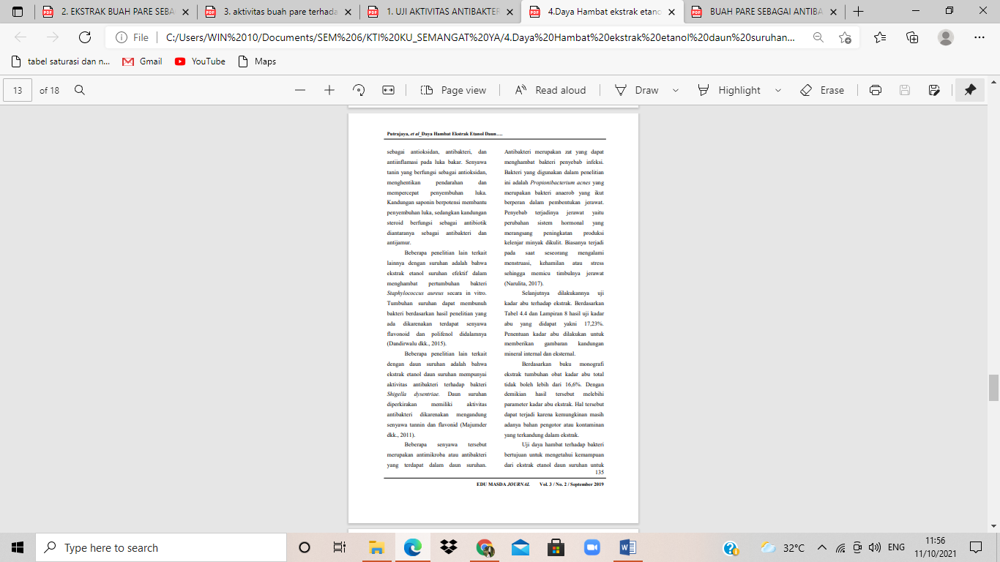 2. EKSTRAK BUAH PARE SEBA
3. aktivitas buah pare terhada
1. UJI AKTIVITAS ANTIBAKTER
4.Daya Hambat ekstrak etano
BUAH PARE SEBAGAI ANTIBA
File
C:/Users/WIN%2010/Documents/SEM%206/KTI%20KU_SEMANGAT%20YA/4.Daya%20Hambat%20ekstrak%20etanol%20daun%20suruhan...
tabel saturasi dan n...
Gmail
YouTube
Maps
13 of 18
Page view
Read aloud
Draw
Highlight
Erase
Putrajaya, et al_Daya Hambat Ekstrak Etanol Daun….
sebagai antioksidan, antibakteri, dan
antiinflamasi pada luka bakar. Senyawa
tanin yang berfungsi sebagai antioksidan,
menghentikan pendarahan dan
mempercepat penyembuhan luka.
Kandungan saponin berpotensi membantu
penyembuhan luka, sedangkan kandungan
steroid berfungsi sebagai antibiotik
diantaranya sebagai antibakteri dan
antijamur.
Beberapa penelitian lain terkait
lainnya dengan suruhan adalah bahwa
ekstrak etanol suruhan efektif dalam
menghambat pertumbuhan bakteri
Staphylococcus aureus secara in vitro.
Tumbuhan suruhan dapat membunuh
bakteri berdasarkan hasil penelitian yang
ada dikarenakan terdapat senyawa
flavonoid dan polifenol didalamnya
(Dandirwalu dkk., 2015).
Beberapa penelitian lain terkait
dengan daun suruhan adalah bahwa
ekstrak etanol daun suruhan mempunyai
aktivitas antibakteri terhadap bakteri
Shigella dysentriae. Daun suruhan
diperkirakan memiliki aktivitas
antibakteri dikarenakan mengandung
senyawa tannin dan flavonid (Majumder
dkk., 2011).
Beberapa senyawa tersebut
merupakan antimikroba atau antibakteri
yang terdapat dalam daun suruhan.
Antibakteri merupakan zat yang dapat
menghambat bakteri penyebab infeksi.
Bakteri yang digunakan dalam penelitian
ini adalah Propionibacterium acnes yang
merupakan bakteri anaerob yang ikut
berperan dalam pembentukan jerawat.
Penyebab terjadinya jerawat yaitu
perubahan sistem hormonal yang
merangsang peningkatan produksi
kelenjar minyak dikulit. Biasanya terjadi
pada saat seseorang mengalami
menstruasi, kehamilan atau stress
sehingga memicu timbulnya jerawat
(Narulita, 2017).
Selanjutnya dilakukannya uji
kadar abu terhadap ekstrak. Berdasarkan
Tabel 4.4 dan Lampiran 8 hasil uji kadar
abu yang didapat yakni 17,23%.
Penentuan kadar abu dilakukan untuk
memberikan gambaran kandungan
mineral internal dan eksternal.
Berdasarkan buku monografi
ekstrak tumbuhan obat kadar abu total
tidak boleh lebih dari 16,6%. Dengan
demikian hasil tersebut melebihi
parameter kadar abu ekstrak. Hal tersebut
dapat terjadi karena kemungkinan masih
adanya bahan pengotor atau kontaminan
yang terkandung dalam ekstrak.
Uji daya hambat terhadap bakteri
bertujuan untuk mengetahui kemampuan
dari ekstrak etanol daun suruhan untuk
135
EDU MASDA JOURNAL Vol. 3 / No. 2 / September 2019
Type here to search
32°C
ENG
11:56
11/10/2021